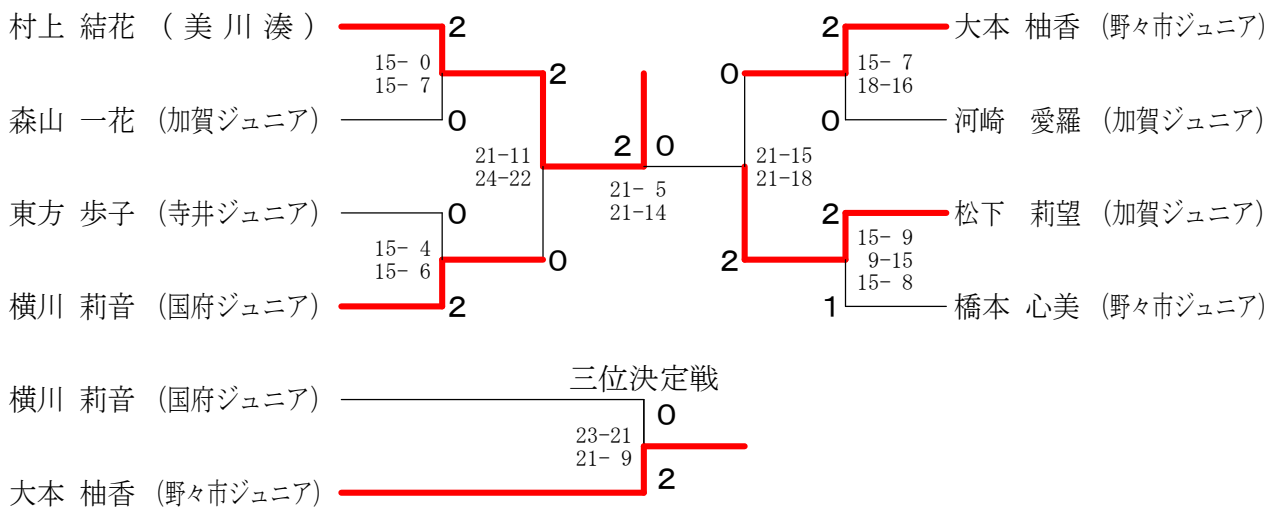 村上 結花 (美川湊) 2 2 大本 柚香 (野々市ジュニア)
15- 0 2 0 15- 7
15- 7 18-16
森山 一花 (加賀ジュニア) 0 0 河崎 愛羅 (加賀ジュニア)
2 0
21-11 21-15
24-22 21-18
21- 5
21-14
東方 歩子 (寺井ジュニア) 0 2 松下 莉望 (加賀ジュニア)
15- 4 15- 9
15- 6 0 2 9-15
15- 8
横川 莉音 (国府ジュニア) 2 1 橋本 心美 (野々市ジュニア)
三位決定戦
横川 莉音 (国府ジュニア) 0
23-21
21- 9
大本 柚香 (野々市ジュニア) 2